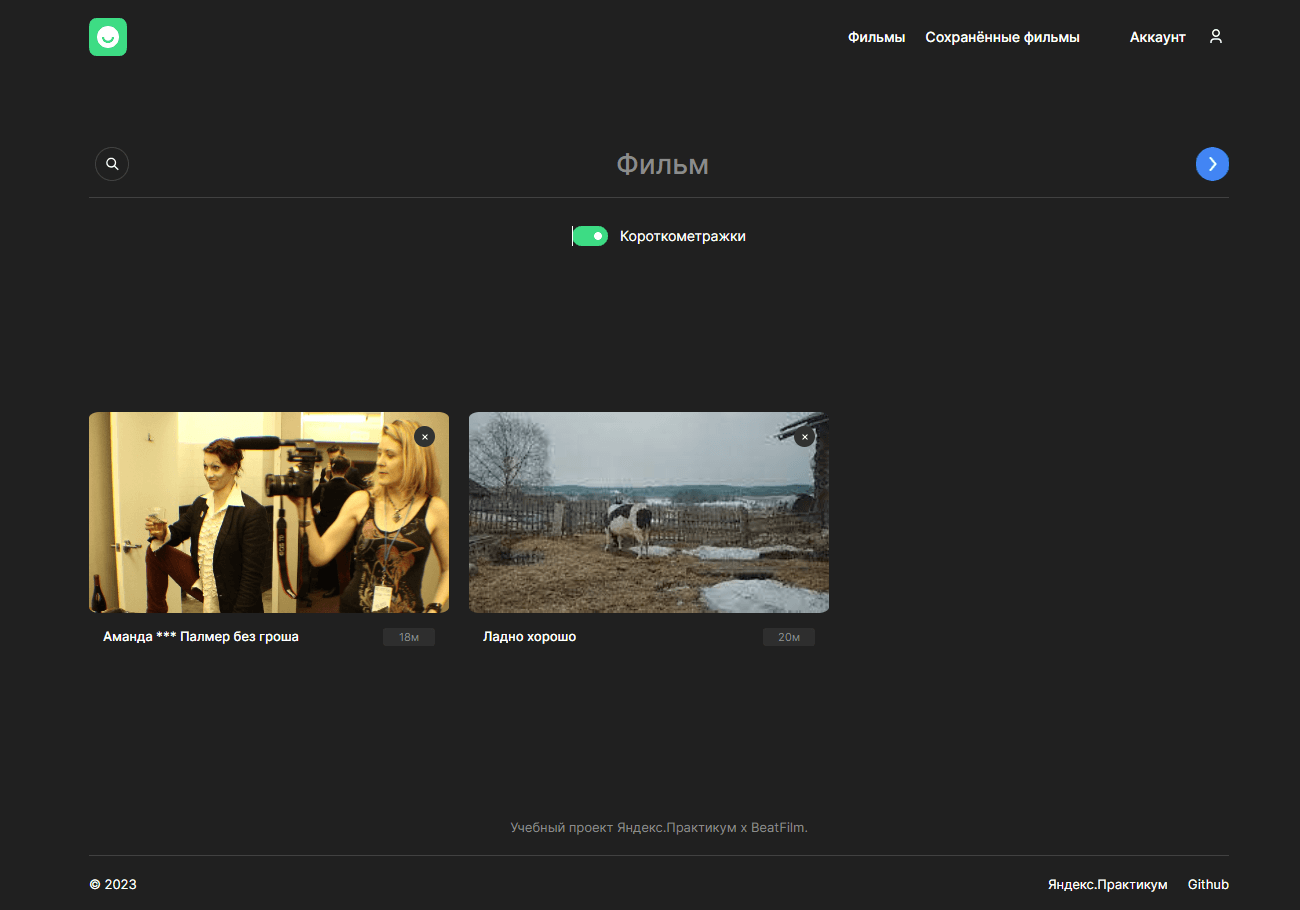 Фильмы Сохранённые фильмы Аккаунт
Фильм
Короткометражки
Аманда *** Палмер без гроша 18м
Ладно хорошо 20м
Учебный проект Яндекс.Практикум x BeatFilm.
© 2023 Яндекс.Практикум Github